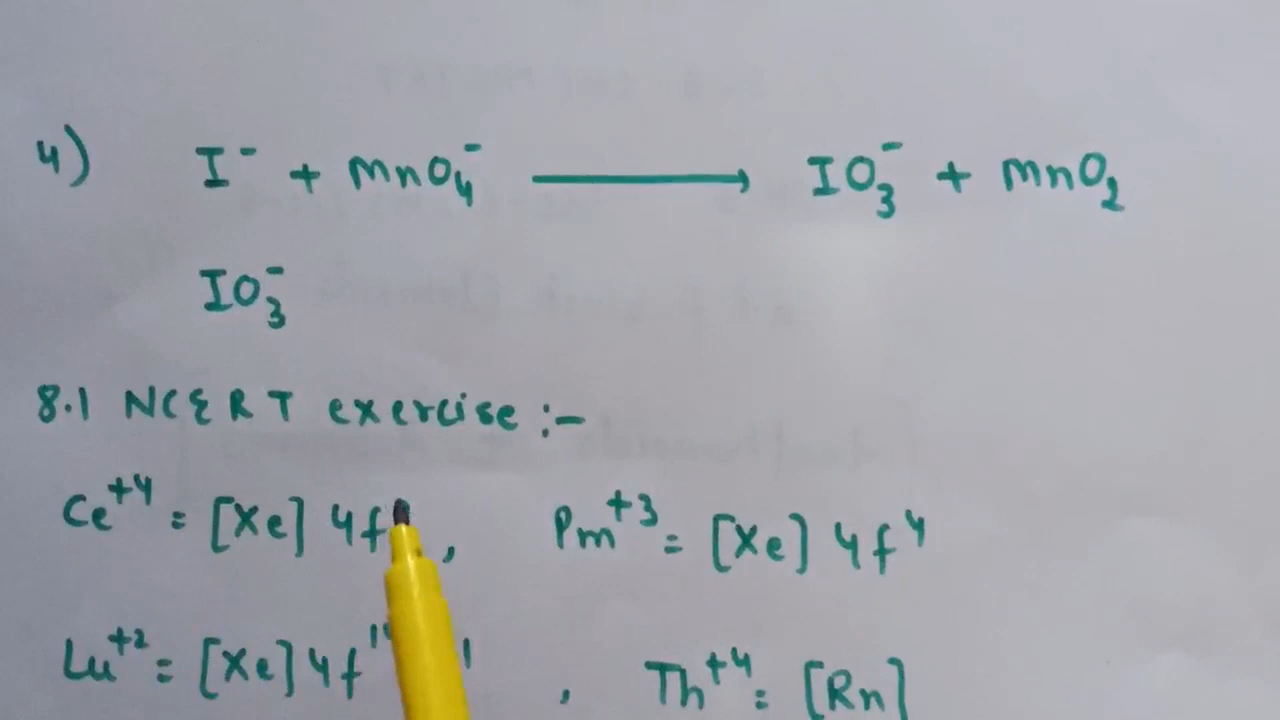 4) I⁻ + MnO₄⁻ ⟶ IO₃⁻ + MnO₂
IO₃⁻
8.1 NCERT exercise :-
Ce⁺⁴ = [Xe] 4f , Pm⁺³ = [Xe] 4f⁴
Lu⁺² = [Xe] 4f , Th⁺⁴ = [Rn]